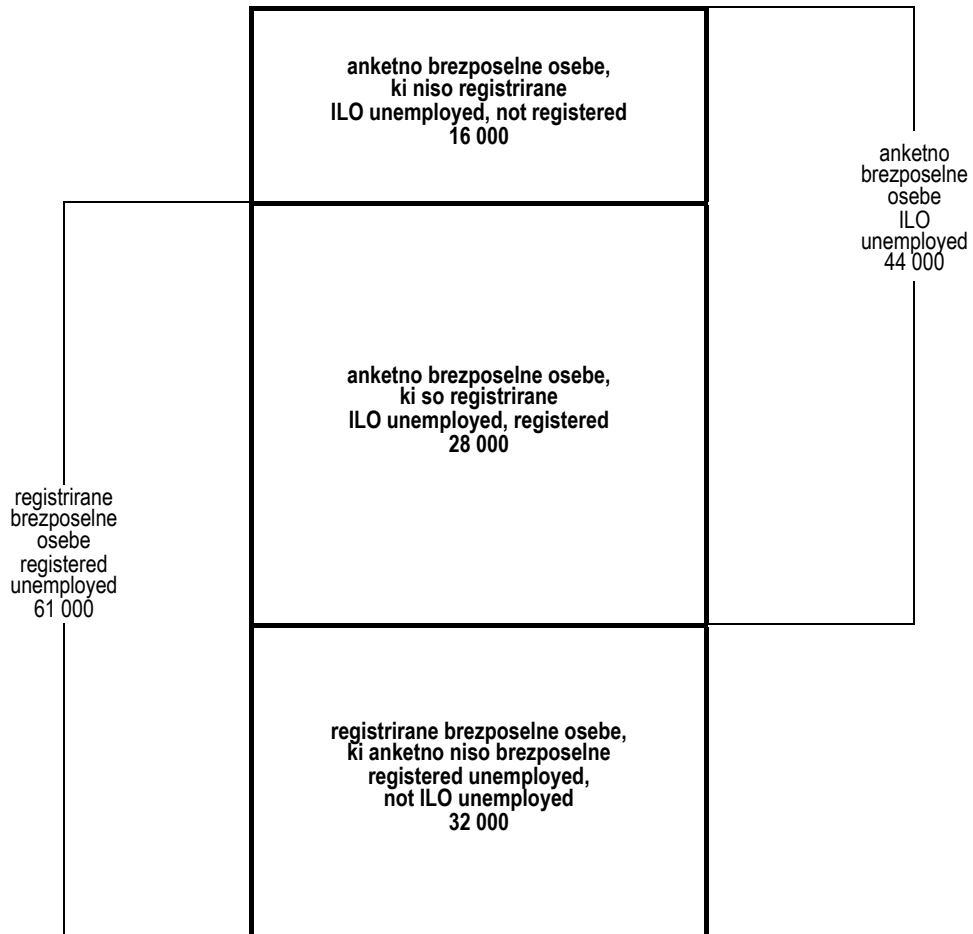 anketno brezposelne osebe,
ki niso registrirane
ILO unemployed, not registered
16 000
anketno
brezposelne
osebe
ILO
unemployed
44 000
anketno brezposelne osebe,
ki so registrirane
ILO unemployed, registered
28 000
registrirane
brezposelne
osebe
registered
unemployed
61 000
registrirane brezposelne osebe,
ki anketno niso brezposelne
registered unemployed,
not ILO unemployed
32 000